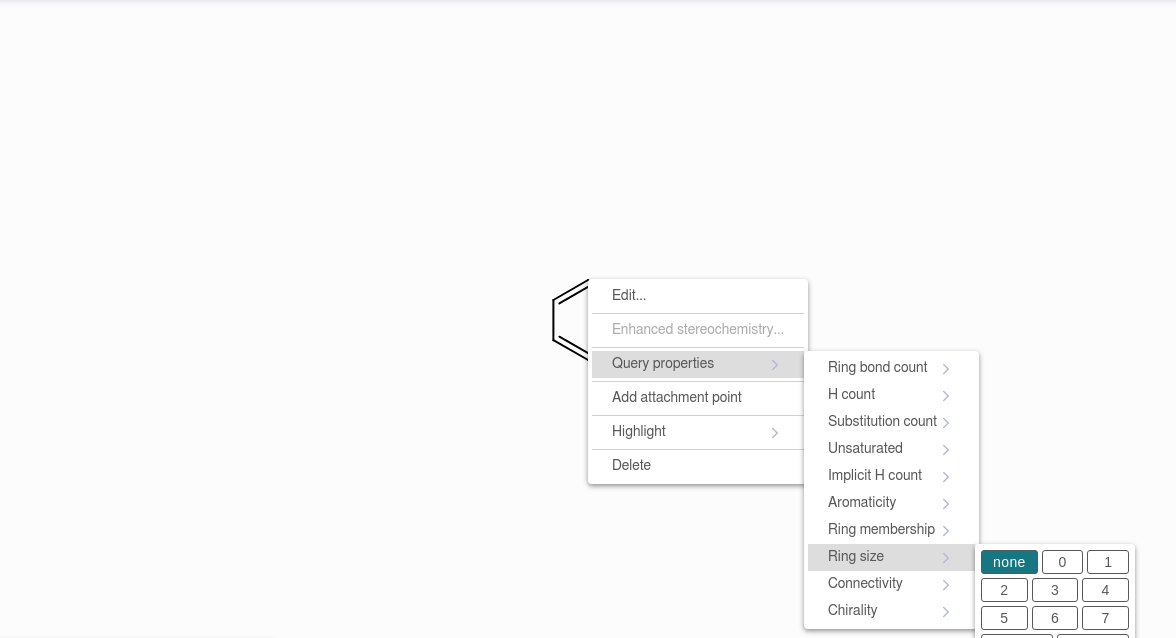 Edit...
Enhanced stereochemistry...
Query properties
Add attachment point
Highlight
Delete
Ring bond count
H count
Substitution count
Unsaturated
Implicit H count
Aromaticity
Ring membership
Ring size
Connectivity
Chirality
none 0 1
2 3 4
5 6 7